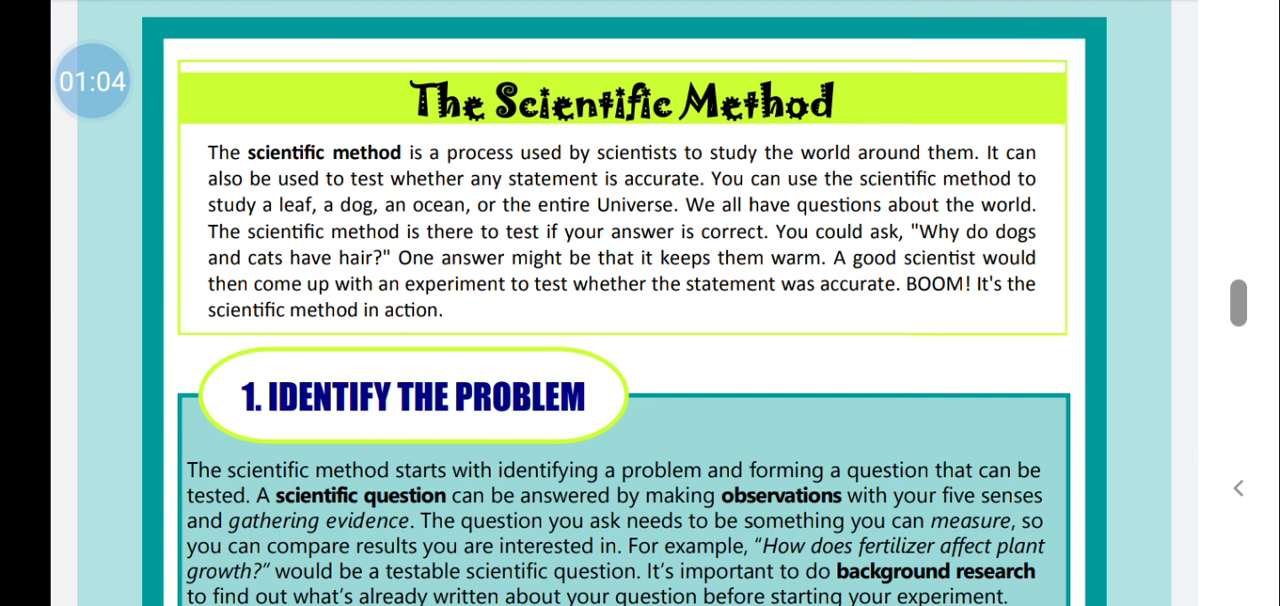 01:04
The Scientific Method
The scientific method is a process used by scientists to study the world around them. It can
also be used to test whether any statement is accurate. You can use the scientific method to
study a leaf, a dog, an ocean, or the entire Universe. We all have questions about the world.
The scientific method is there to test if your answer is correct. You could ask, "Why do dogs
and cats have hair?" One answer might be that it keeps them warm. A good scientist would
then come up with an experiment to test whether the statement was accurate. BOOM! It's the
scientific method in action.
1. IDENTIFY THE PROBLEM
The scientific method starts with identifying a problem and forming a question that can be
tested. A scientific question can be answered by making observations with your five senses
and gathering evidence. The question you ask needs to be something you can measure, so
you can compare results you are interested in. For example, “How does fertilizer affect plant
growth?” would be a testable scientific question. It’s important to do background research
to find out what’s already written about your question before starting your experiment.